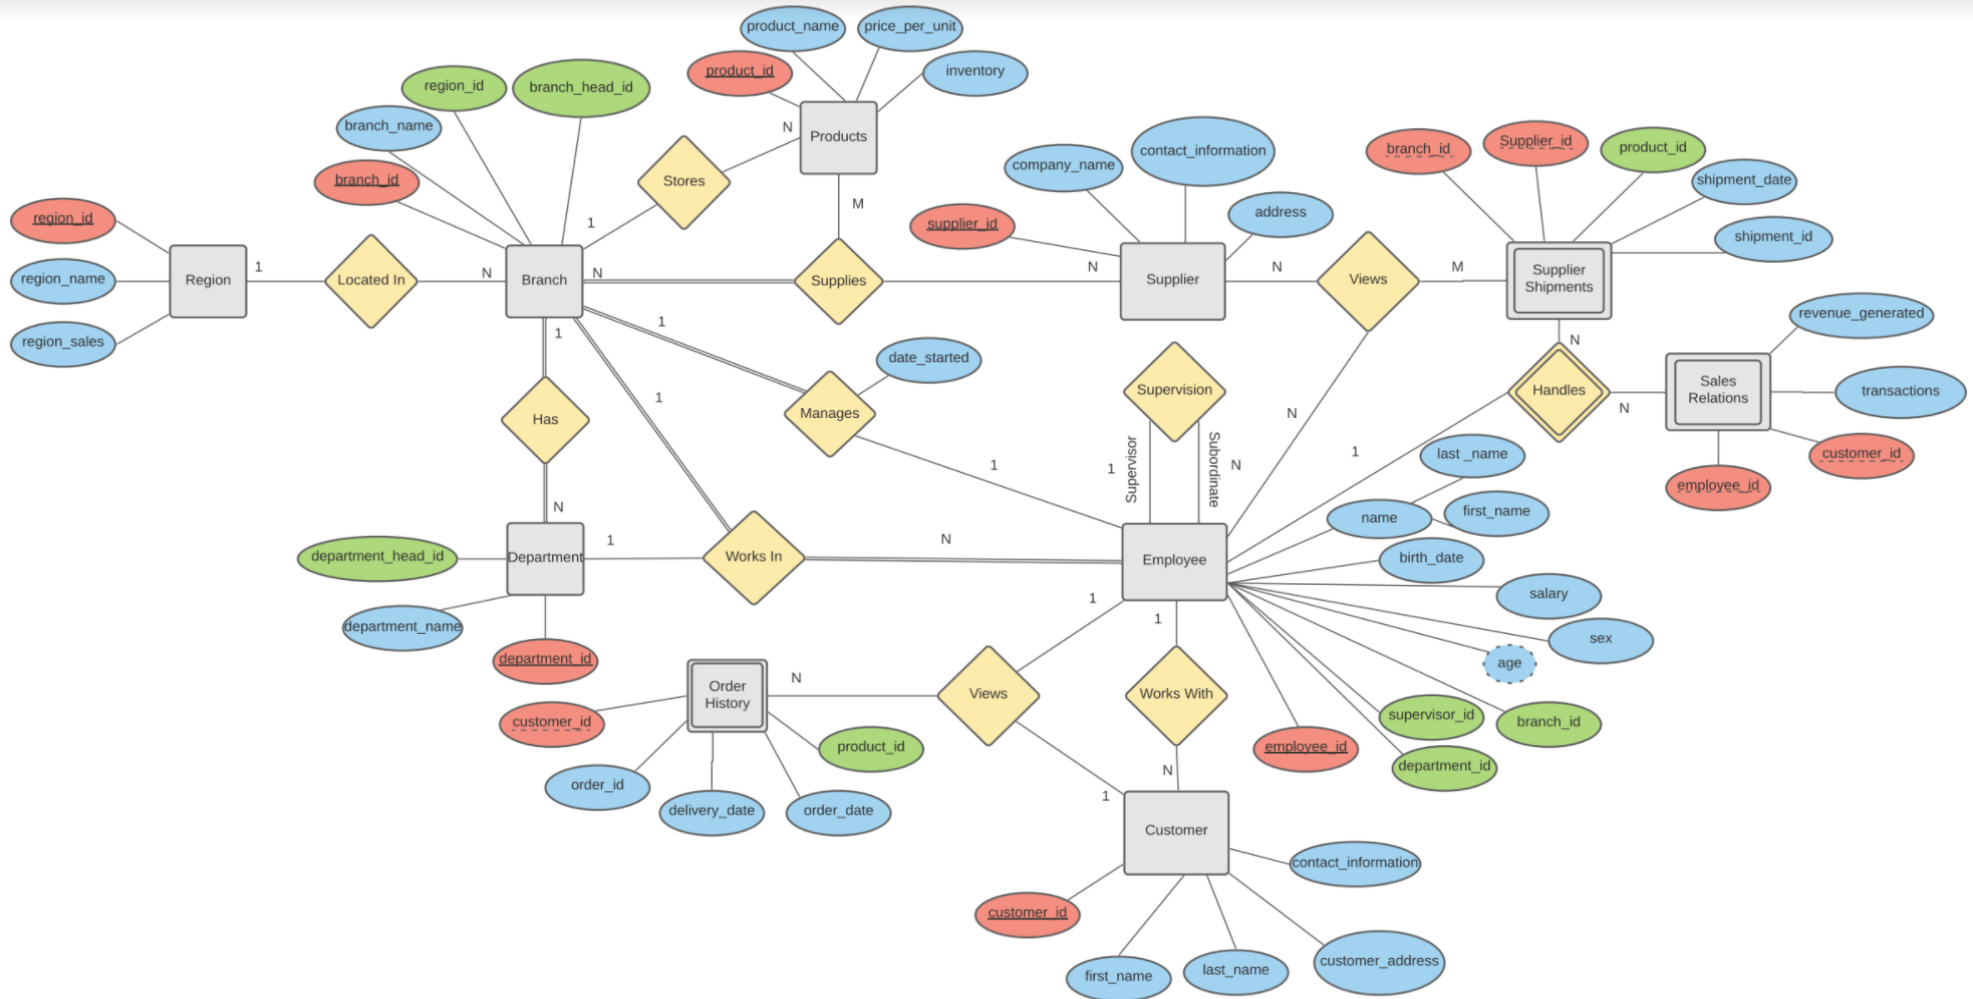 product_name
price_per_unit
product_id
inventory
region_id
branch_head_id
branch_name
branch_id
Products
N
Stores
M
1
contact_information
company_name
address
supplier_id
branch_id
Supplier_id
product_id
shipment_date
shipment_id
region_id
region_name
region_sales
Region
1
Located In
N
Branch
N
Supplies
N
Supplier
N
Views
M
Supplier
Shipments
N
revenue_generated
Handles
N
Sales
Relations
transactions
customer_id
employee_id
1
1
1
date_started
Manages
1
Supervision
1
Supervisor
Subordinate
N
N
1
Has
N
last _name
name
first_name
birth_date
salary
sex
age
supervisor_id
branch_id
department_id
employee_id
department_head_id
Department
department_name
department_id
1
Works In
N
Employee
1
1
Order
History
N
Views
Works With
N
1
customer_id
order_id
delivery_date
order_date
product_id
Customer
contact_information
customer_id
first_name
last_name
customer_address